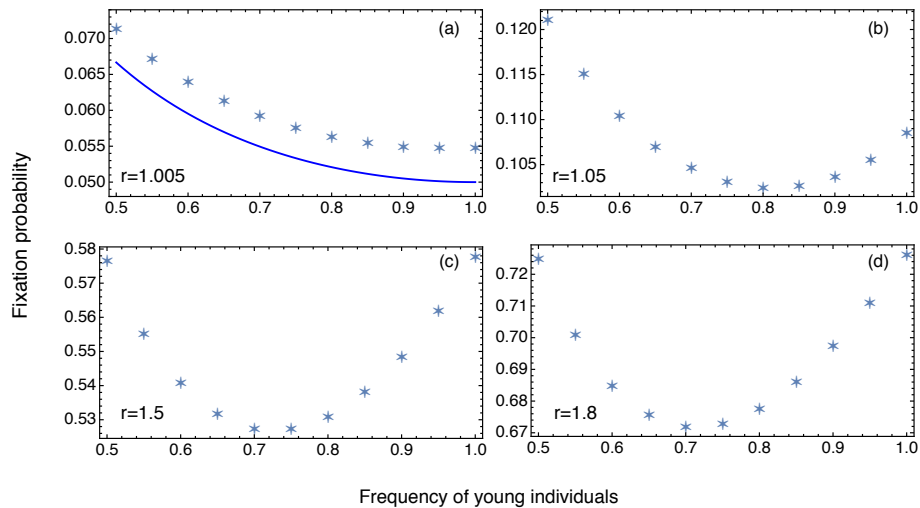 (a)
0.070
0.065
0.060
0.055
0.050
r=1.005
0.5 0.6 0.7 0.8 0.9 1.0
(b)
0.120
0.115
0.110
0.105
r=1.05
0.5 0.6 0.7 0.8 0.9 1.0
Fixation probability
(c)
0.58
0.57
0.56
0.55
0.54
0.53
r=1.5
0.5 0.6 0.7 0.8 0.9 1.0
(d)
0.72
0.71
0.70
0.69
0.68
0.67
r=1.8
0.5 0.6 0.7 0.8 0.9 1.0
Frequency of young individuals